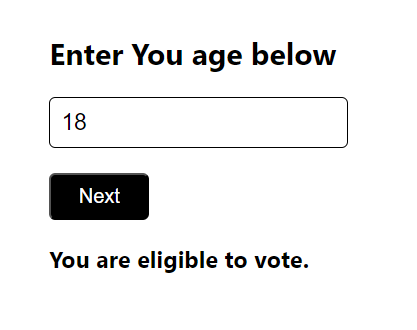 Enter You age below
18
Next
You are eligible to vote.